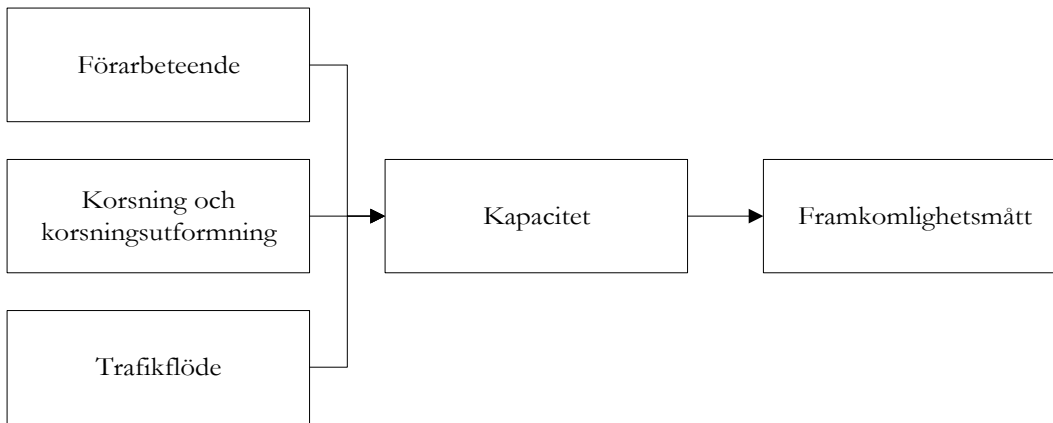 Förarbeteende
Korsning och
korsningsutformning
Trafikflöde
Kapacitet
Framkomlighetsmått